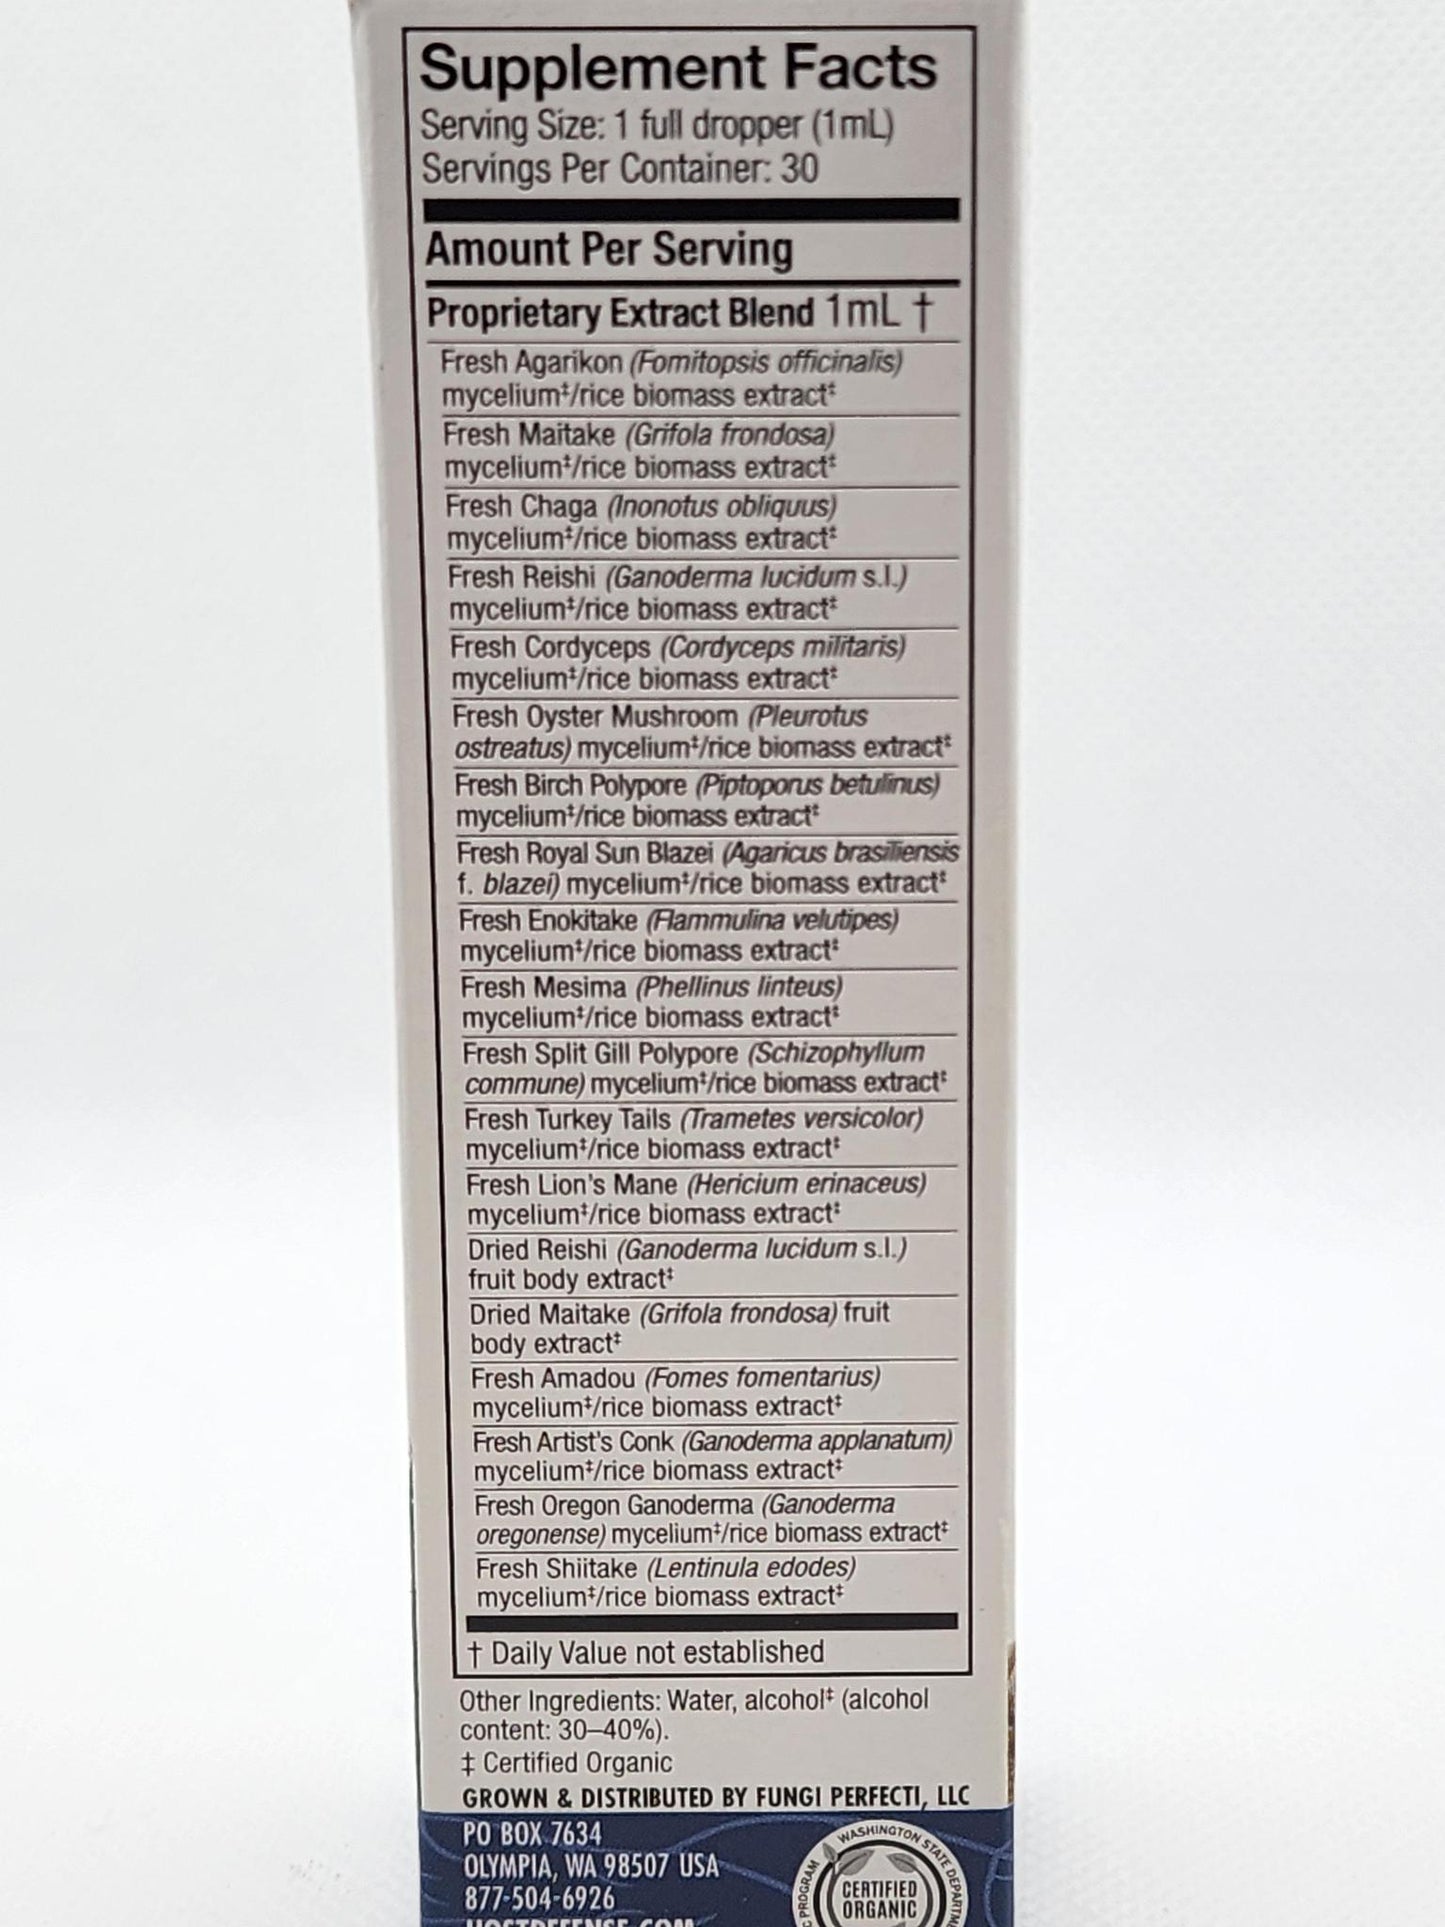 Supplement Facts
Serving Size: 1 full dropper (1mL)
Servings Per Container: 30
Amount Per Serving
Proprietary Extract Blend 1mL †
Fresh Agarikon (Fomitopsis officinalis)
mycelium‡/rice biomass extract‡
Fresh Maitake (Grifola frondosa)
mycelium‡/rice biomass extract‡
Fresh Chaga (Inonotus obliquus)
mycelium‡/rice biomass extract‡
Fresh Reishi (Ganoderma lucidum s.l.)
mycelium‡/rice biomass extract‡
Fresh Cordyceps (Cordyceps militaris)
mycelium‡/rice biomass extract‡
Fresh Oyster Mushroom (Pleurotus
ostreatus) mycelium‡/rice biomass extract‡
Fresh Birch Polypore (Piptoporus betulinus)
mycelium‡/rice biomass extract‡
Fresh Royal Sun Blazei (Agaricus brasiliensis
f. blazei) mycelium‡/rice biomass extract‡
Fresh Enokitake (Flammulina velutipes)
mycelium‡/rice biomass extract‡
Fresh Mesima (Phellinus linteus)
mycelium‡/rice biomass extract‡
Fresh Split Gill Polypore (Schizophyllum
commune) mycelium‡/rice biomass extract‡
Fresh Turkey Tails (Trametes versicolor)
mycelium‡/rice biomass extract‡
Fresh Lion's Mane (Hericium erinaceus)
mycelium‡/rice biomass extract‡
Dried Reishi (Ganoderma lucidum s.l.)
fruit body extract‡
Dried Maitake (Grifola frondosa) fruit
body extract‡
Fresh Amadou (Fomes fomentarius)
mycelium‡/rice biomass extract‡
Fresh Artist's Conk (Ganoderma applanatum)
mycelium‡/rice biomass extract‡
Fresh Oregon Ganoderma (Ganoderma
oregonense) mycelium‡/rice biomass extract‡
Fresh Shiitake (Lentinula edodes)
mycelium‡/rice biomass extract‡
† Daily Value not established
Other Ingredients: Water, alcohol‡ (alcohol
content: 30–40%).
‡ Certified Organic
GROWN & DISTRIBUTED BY FUNGI PERFECTI, LLC
PO BOX 7634
OLYMPIA, WA 98507 USA
877-504-6926
HOSTDEFENSE.COM
WASHINGTON STATE
PROGRAM
CERTIFIED
ORGANIC